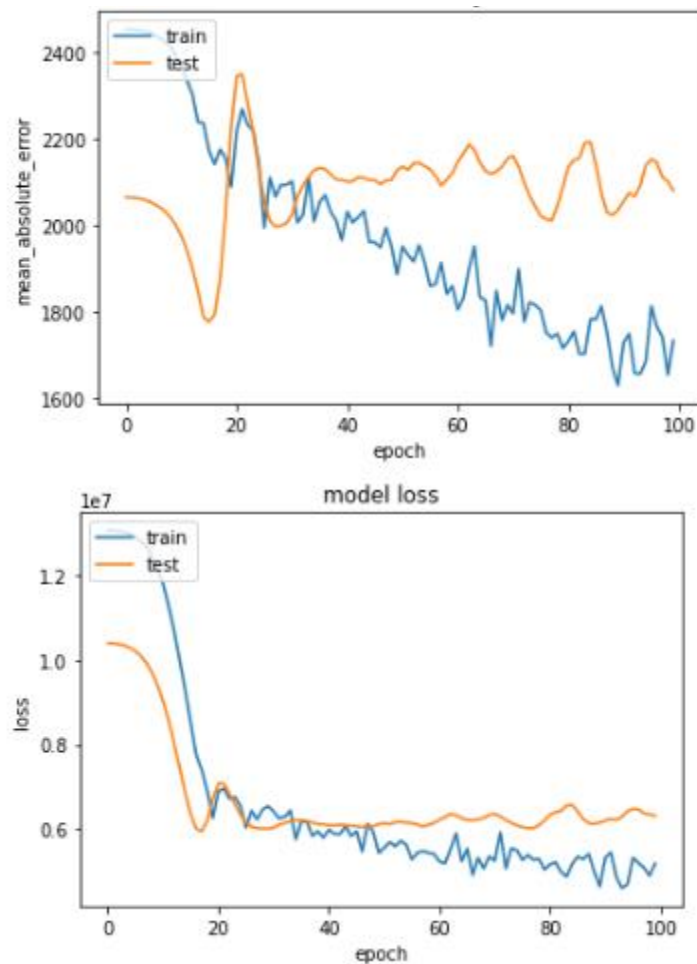 2400
2200
2000
1800
1600
mean_absolute_error
train
test
0 20 40 60 80 100
epoch
model loss
1e7
1.2
1.0
0.8
0.6
loss
train
test
0 20 40 60 80 100
epoch